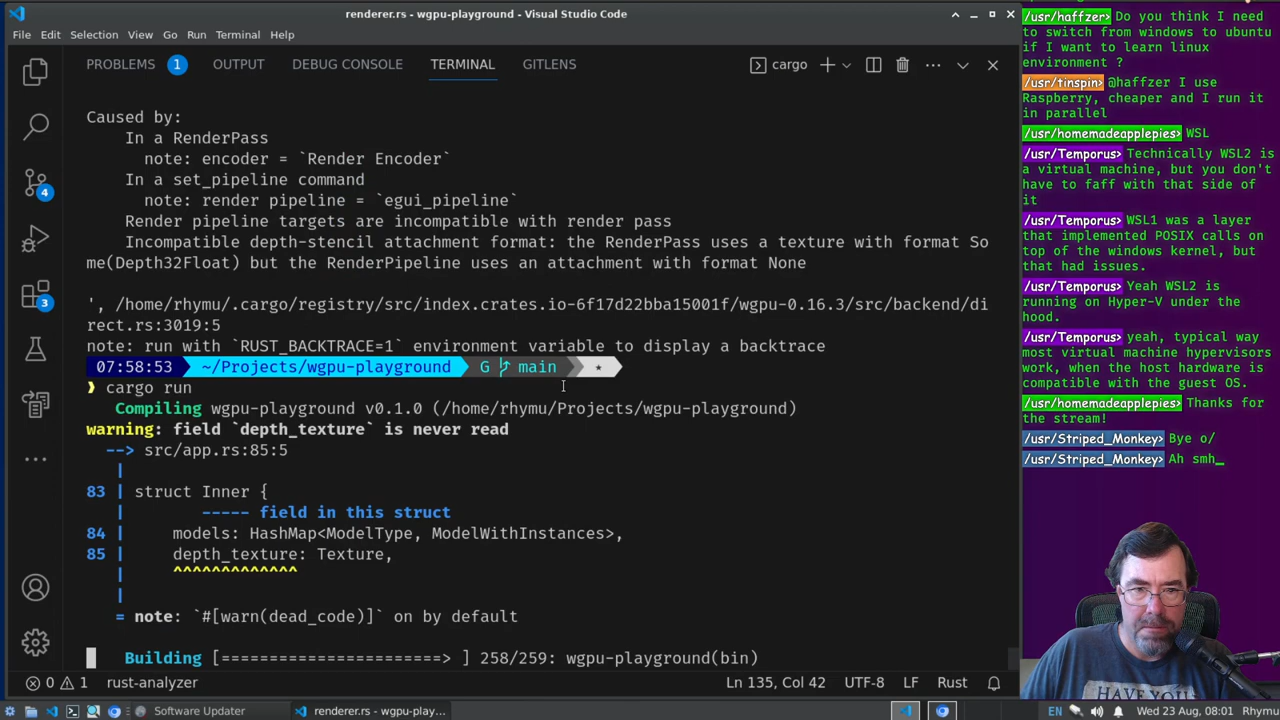 renderer.rs - wgpu-playground - Visual Studio Code
File Edit Selection View Go Run Terminal Help
PROBLEMS 1 OUTPUT DEBUG CONSOLE TERMINAL GITLENS
cargo
Caused by:
In a RenderPass
note: encoder = `Render Encoder`
In a set_pipeline command
note: render pipeline = `egui_pipeline`
Render pipeline targets are incompatible with render pass
Incompatible depth-stencil attachment format: the RenderPass uses a texture with format So
me(Depth32Float) but the RenderPipeline uses an attachment with format None
', /home/rhymu/.cargo/registry/src/index.crates.io-6f17d22bba15001f/wgpu-0.16.3/src/backend/di
rect.rs:3019:5
note: run with `RUST_BACKTRACE=1` environment variable to display a backtrace
07:58:53 ~/Projects/wgpu-playground G main ★
❯ cargo run
Compiling wgpu-playground v0.1.0 (/home/rhymu/Projects/wgpu-playground)
warning: field `depth_texture` is never read
--> src/app.rs:85:5
|
83 | struct Inner {
| ----- field in this struct
84 | models: HashMap<ModelType, ModelWithInstances>,
85 | depth_texture: Texture,
| ^^^^^^^^^^^^^
|
= note: `#[warn(dead_code)]` on by default
Building [=======================> ] 258/259: wgpu-playground(bin)
4
3
0 1 rust-analyzer Ln 135, Col 42 UTF-8 LF Rust
Software Updater renderer.rs - wgpu-play... EN Wed 23 Aug, 08:01 Rhymu
/usr/haffzer> Do you think I need
to switch from windows to ubuntu
if I want to learn linux
environment ?
/usr/tinspin> @haffzer I use
Raspberry, cheaper and I run it
in parallel
/usr/homemadeapplepies> WSL
/usr/Temporus> Technically WSL2 is
a virtual machine, but you don't
have to faff with that side of
it
/usr/Temporus> WSL1 was a layer
that implemented POSIX calls on
top of the windows kernel, but
that had issues.
/usr/Temporus> Yeah WSL2 is
running on Hyper-V under the
hood.
/usr/Temporus> yeah, typical way
most virtual machine hypervisors
work, when the host hardware is
compatible with the guest OS.
/usr/homemadeapplepies> Thanks for
the stream!
/usr/Striped_Monkey> Bye o/
/usr/Striped_Monkey> Ah smh_
HAVE YOU